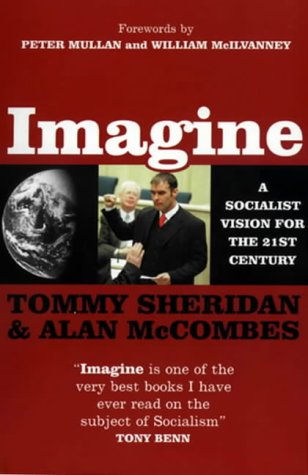 Forewords by
PETER MULLAN and WILLIAM McILVANNEY
Imagine
A
SOCIALIST
VISION FOR
THE 21ST
CENTURY
TOMMY SHERIDAN
& ALAN McCOMBES
“Imagine is one of the
very best books I have
ever read on the
subject of Socialism”
TONY BENN